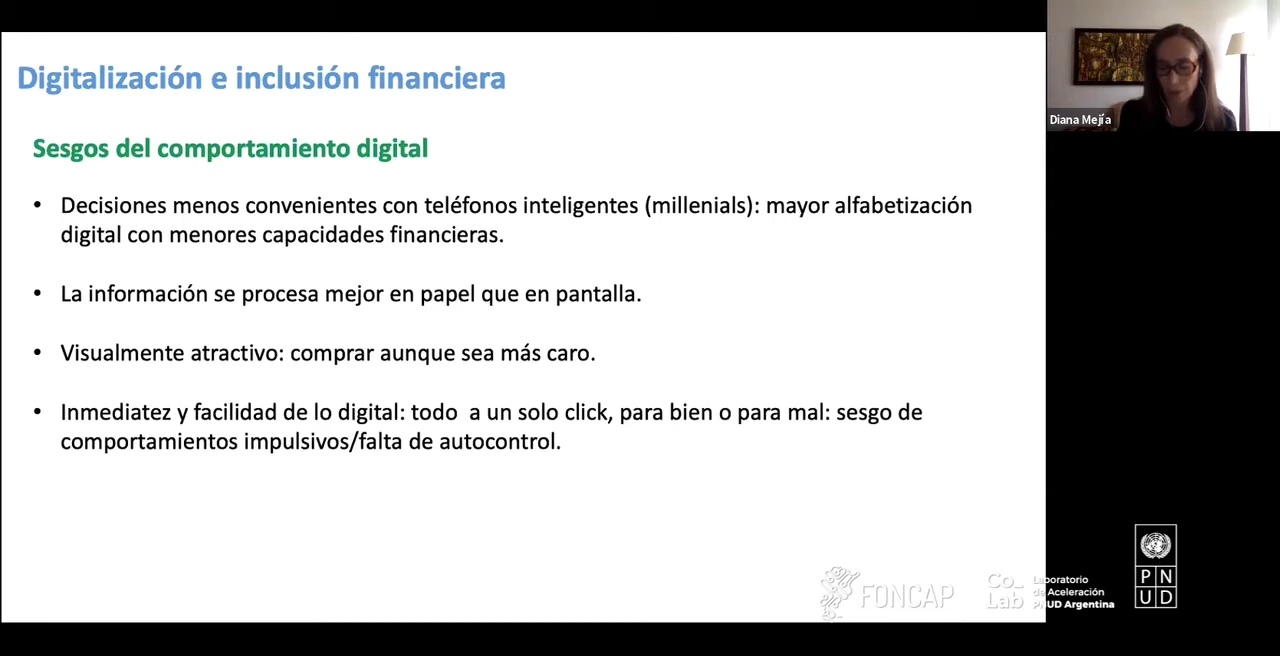 Digitalización e inclusión financiera
Sesgos del comportamiento digital
• Decisiones menos convenientes con teléfonos inteligentes (millenials): mayor alfabetización
digital con menores capacidades financieras.
• La información se procesa mejor en papel que en pantalla.
• Visualmente atractivo: comprar aunque sea más caro.
• Inmediatez y facilidad de lo digital: todo  a un solo click, para bien o para mal: sesgo de
comportamientos impulsivos/falta de autocontrol.
Diana Mejía
FONCAP
Co_
Lab
Laboratorio
de Aceleración
PNUD Argentina
P N
U D